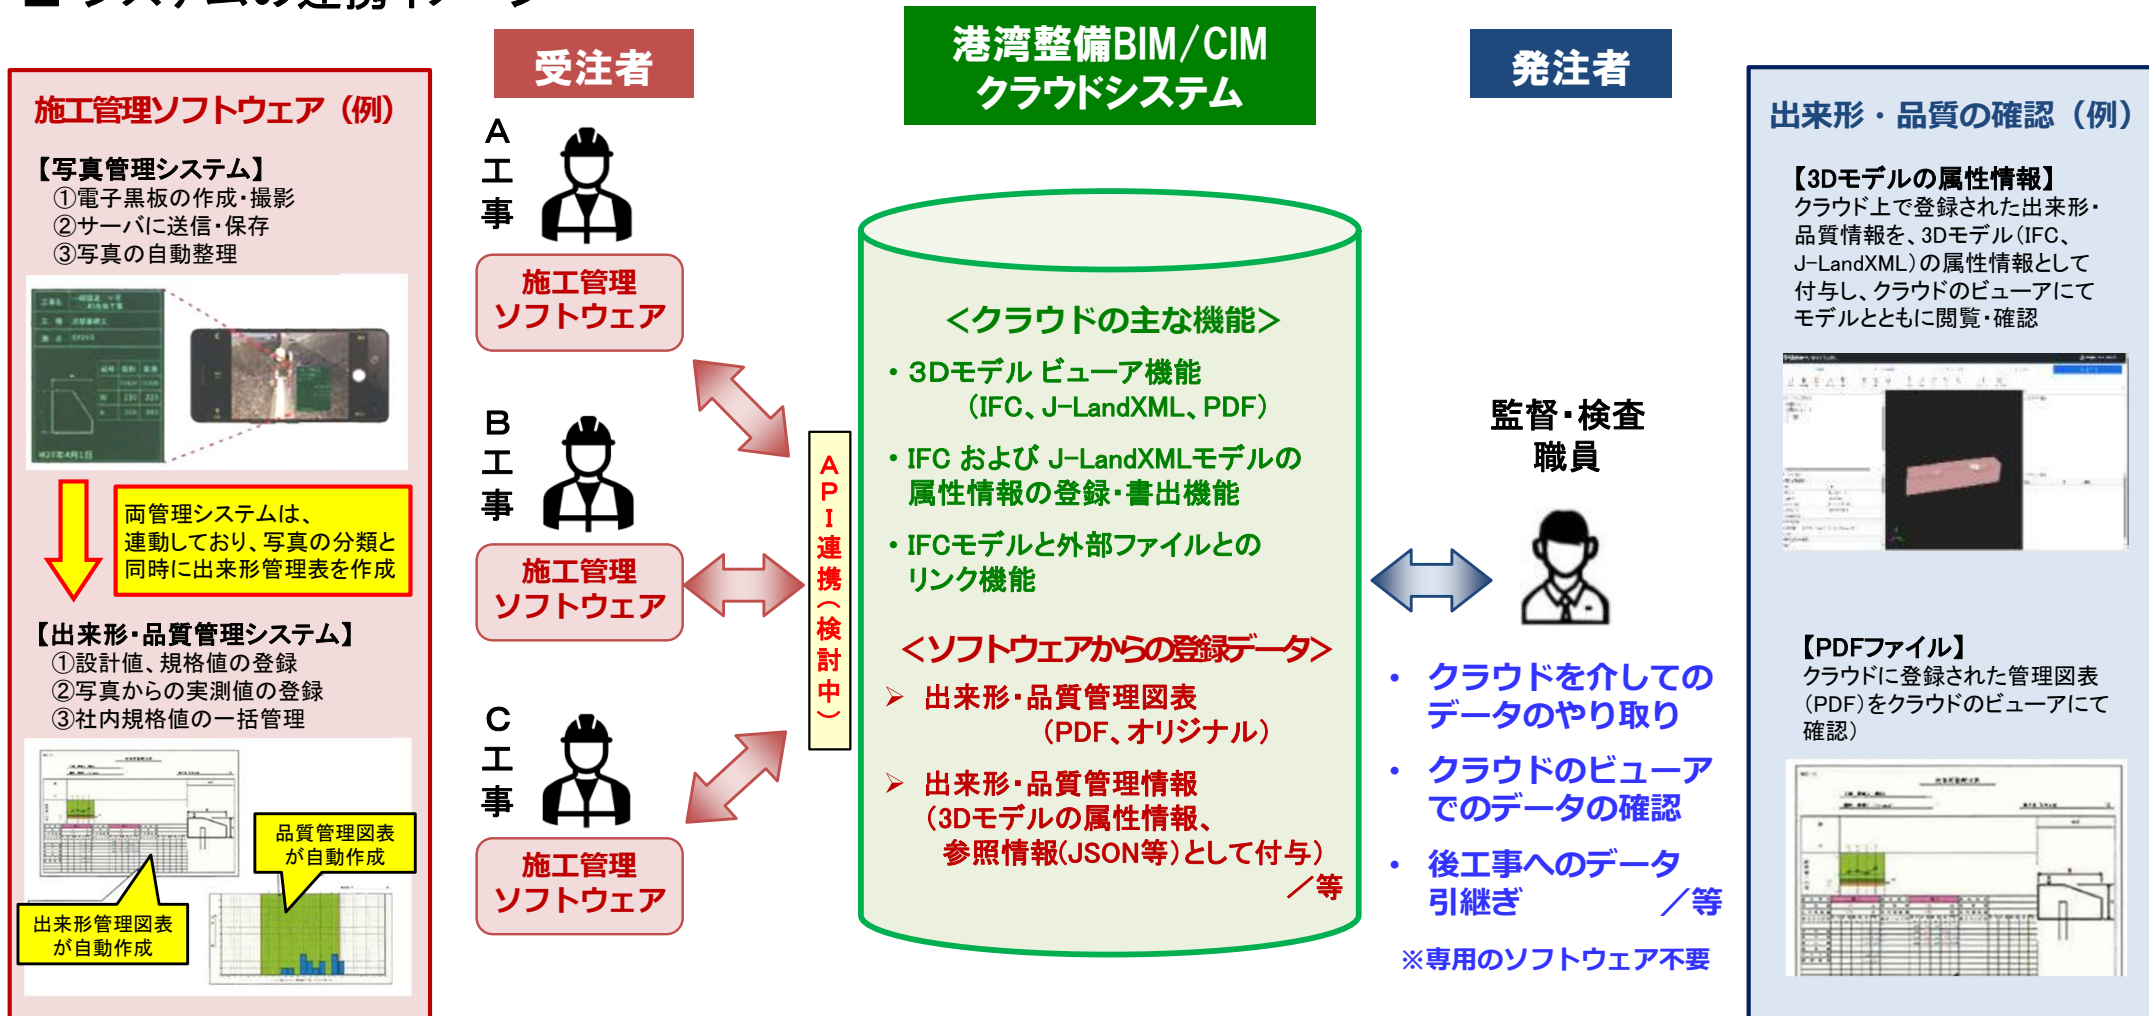 施工管理ソフトウェア（例）
【写真管理システム】
①電子黒板の作成・撮影
②サーバに送信・保存
③写真の自動整理
両管理システムは、
連動しており、写真の分類と
同時に出来形管理表を作成
【出来形・品質管理システム】
①設計値、規格値の登録
②写真からの実測値の登録
③社内規格値の一括管理
品質管理図表
が自動作成
出来形管理図表
が自動作成
受注者
A工事
施工管理
ソフトウェア
B工事
施工管理
ソフトウェア
C工事
施工管理
ソフトウェア
API連携（検討中）
港湾整備BIM/CIM
クラウドシステム
＜クラウドの主な機能＞
・3Dモデル ビューア機能
（IFC、J-LandXML、PDF）
・IFC および J-LandXMLモデルの
属性情報の登録・書出機能
・IFCモデルと外部ファイルとの
リンク機能
＜ソフトウェアからの登録データ＞
➢ 出来形・品質管理図表
（PDF、オリジナル）
➢ 出来形・品質管理情報
（3Dモデルの属性情報、
参照情報(JSON等)として付与）
／等
発注者
監督・検査
職員
・ クラウドを介しての
データのやり取り
・ クラウドのビューア
でのデータの確認
・ 後工事へのデータ
引継ぎ ／等
※専用のソフトウェア不要
出来形・品質の確認（例）
【3Dモデルの属性情報】
クラウド上で登録された出来形・
品質情報を、3Dモデル（IFC、
J-LandXML）の属性情報として
付与し、クラウドのビューアにて
モデルとともに閲覧・確認
【PDFファイル】
クラウドに登録された管理図表
（PDF）をクラウドのビューアにて
確認）